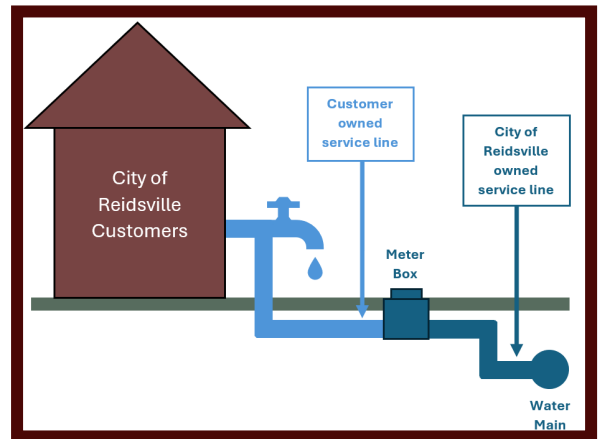 Customer
owned
service line
City of
Reidsville
owned
service line
City of
Reidsville
Customers
Meter
Box
Water
Main